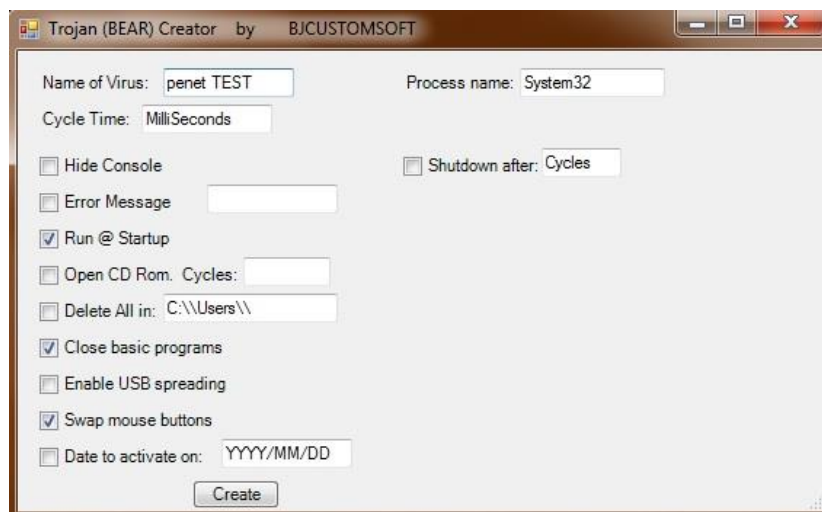 Trojan (BEAR) Creator by BJCUSTOMSOFT
Name of Virus: penet TEST Process name: System32
Cycle Time: MilliSeconds
Hide Console Shutdown after: Cycles
Error Message
Run @ Startup
Open CD Rom. Cycles:
Delete All in: C:\\Users\\
Close basic programs
Enable USB spreading
Swap mouse buttons
Date to activate on: YYYY/MM/DD
Create